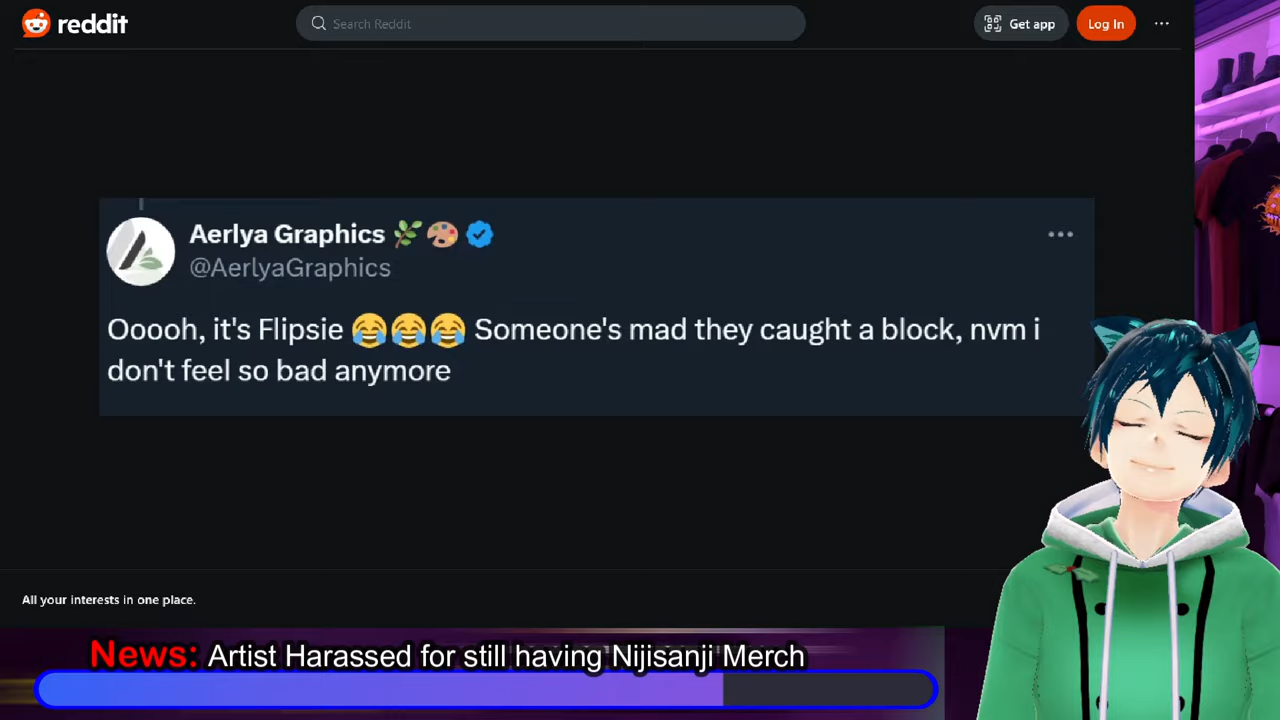 reddit
Search Reddit
Get app
Log In
Aerlya Graphics 🌿🎨
@AerlyaGraphics
Ooooh, it's Flipsie 😂😂😂 Someone's mad they caught a block, nvm i
don't feel so bad anymore
All your interests in one place.
News: Artist Harassed for still having Nijisanji Merch